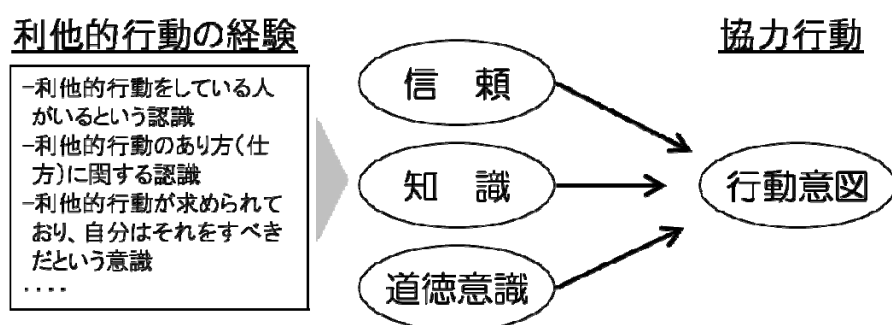 利他的行動の経験
-利他的行動をしている人
がいるという認識
-利他的行動のあり方(仕
方)に関する認識
-利他的行動が求められて
おり、自分はそれをすべき
だという意識
････
信　頼
知　識
道徳意識
協力行動
行動意図